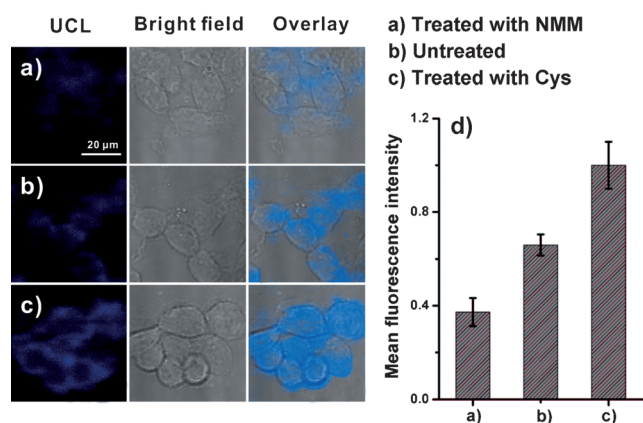 UCL Bright field Overlay
a)
20 μm
b)
c)
a) Treated with NMM
b) Untreated
c) Treated with Cys
d)
Mean fluorescence intensity
1.2
0.8
0.4
0.0
a) b) c)